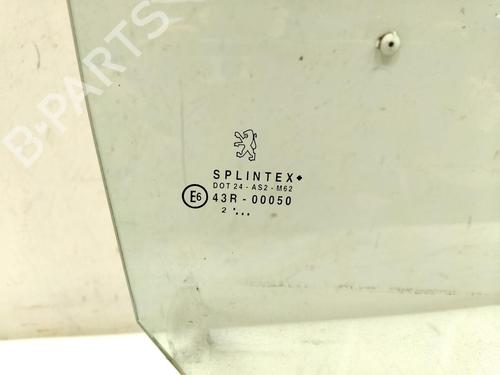 B-PARTS
SPLINTEX
DOT 24 - AS2 - M62
E6 43R - 00050
2 '...